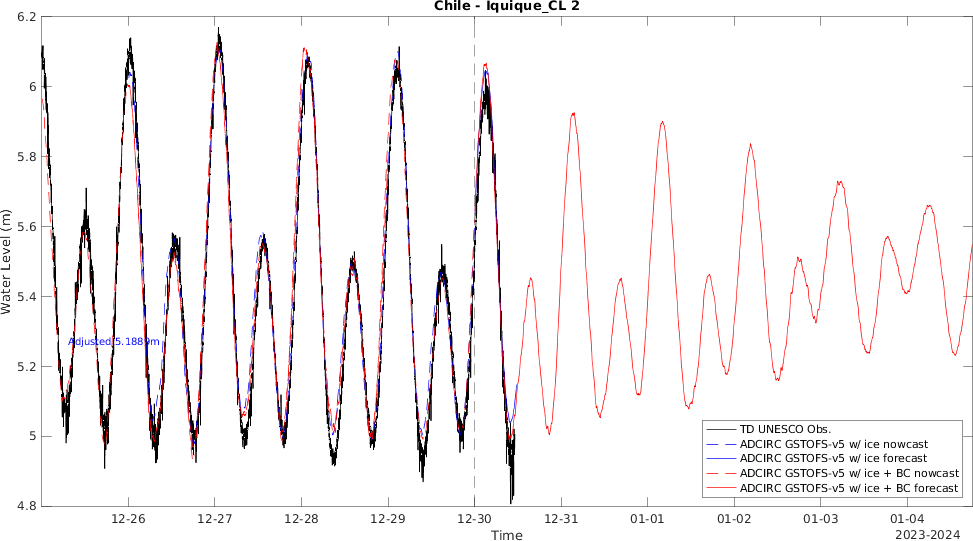 Chile - Iquique_CL 2
6.2
6
5.8
5.6
5.4
5.2
5
4.8
Water Level (m)
Adjusted 5.1889m
TD UNESCO Obs.
ADCIRC GSTOFS-v5 w/ ice nowcast
ADCIRC GSTOFS-v5 w/ ice forecast
ADCIRC GSTOFS-v5 w/ ice + BC nowcast
ADCIRC GSTOFS-v5 w/ ice + BC forecast
12-26 12-27 12-28 12-29 12-30 12-31 01-01 01-02 01-03 01-04
Time
2023-2024